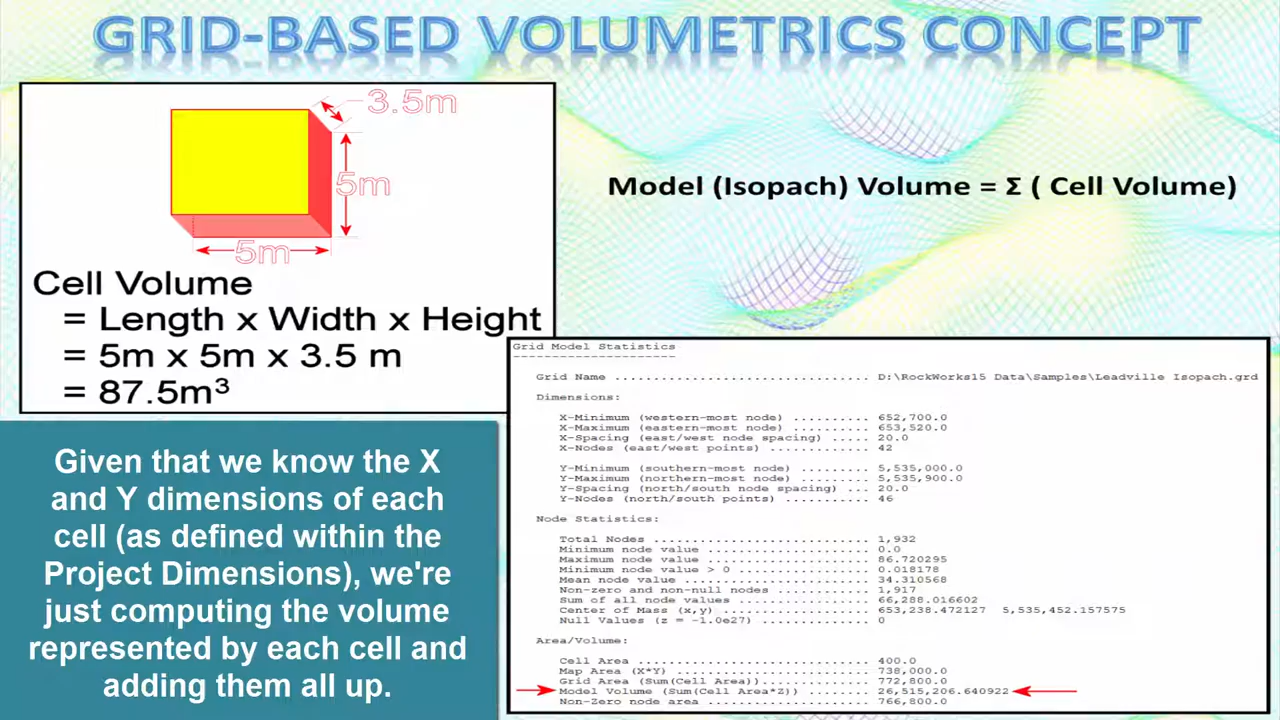 GRID-BASED VOLUMETRICS CONCEPT
3.5m
5m
5m
Cell Volume
= Length x Width x Height
= 5m x 5m x 3.5 m
= 87.5m³
Model (Isopach) Volume = Σ ( Cell Volume)
Given that we know the X
and Y dimensions of each
cell (as defined within the
Project Dimensions), we're
just computing the volume
represented by each cell and
adding them all up.
Grid Model Statistics
---------------------
Grid Name ................................ D:\RockWorks15 Data\Samples\Leadville Isopach.grd
Dimensions:
X-Minimum (western-most node) .......... 652,700.0
X-Maximum (eastern-most node) .......... 653,520.0
X-Spacing (east/west node spacing) ..... 20.0
X-Nodes (east/west points) ............. 42
Y-Minimum (southern-most node) ......... 5,535,000.0
Y-Maximum (northern-most node) ......... 5,535,900.0
Y-Spacing (north/south node spacing) ... 20.0
Y-Nodes (north/south points) ........... 46
Node Statistics:
Total Nodes ............................ 1,932
Minimum node value ..................... 0.0
Maximum node value ..................... 86.720295
Minimum node value > 0 ................. 0.018178
Mean node value ........................ 34.310568
Non-zero and non-null nodes ............ 1,917
Sum of all node values ................. 66,288.016602
Center of Mass (x,y) ................... 653,238.472127 5,535,452.157575
Null Values (z = -1.0e27) .............. 0
Area/Volume:
Cell Area .............................. 400.0
Map Area (X*Y) ......................... 738,000.0
Grid Area (Sum(Cell Area)).............. 772,800.0
Model Volume (Sum(Cell Area*Z)) ........ 26,515,206.640922
Non-Zero node area ..................... 766,800.0